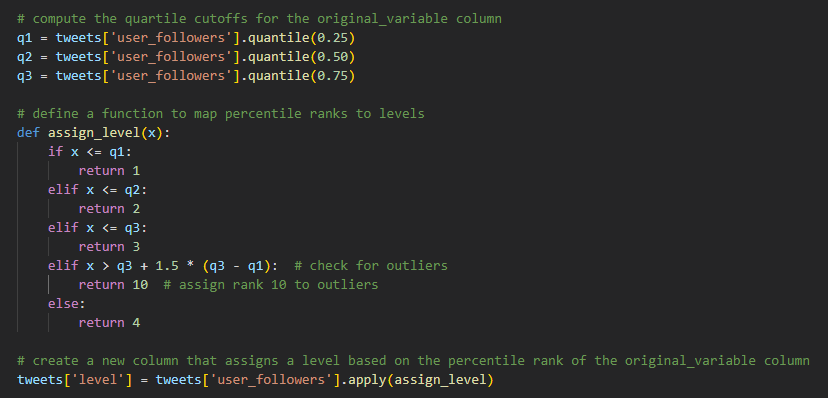 # compute the quartile cutoffs for the original_variable column
q1 = tweets['user_followers'].quantile(0.25)
q2 = tweets['user_followers'].quantile(0.50)
q3 = tweets['user_followers'].quantile(0.75)
# define a function to map percentile ranks to levels
def assign_level(x):
    if x <= q1:
        return 1
    elif x <= q2:
        return 2
    elif x <= q3:
        return 3
    elif x > q3 + 1.5 * (q3 - q1):  # check for outliers
        return 10  # assign rank 10 to outliers
    else:
        return 4
# create a new column that assigns a level based on the percentile rank of the original_variable column
tweets['level'] = tweets['user_followers'].apply(assign_level)